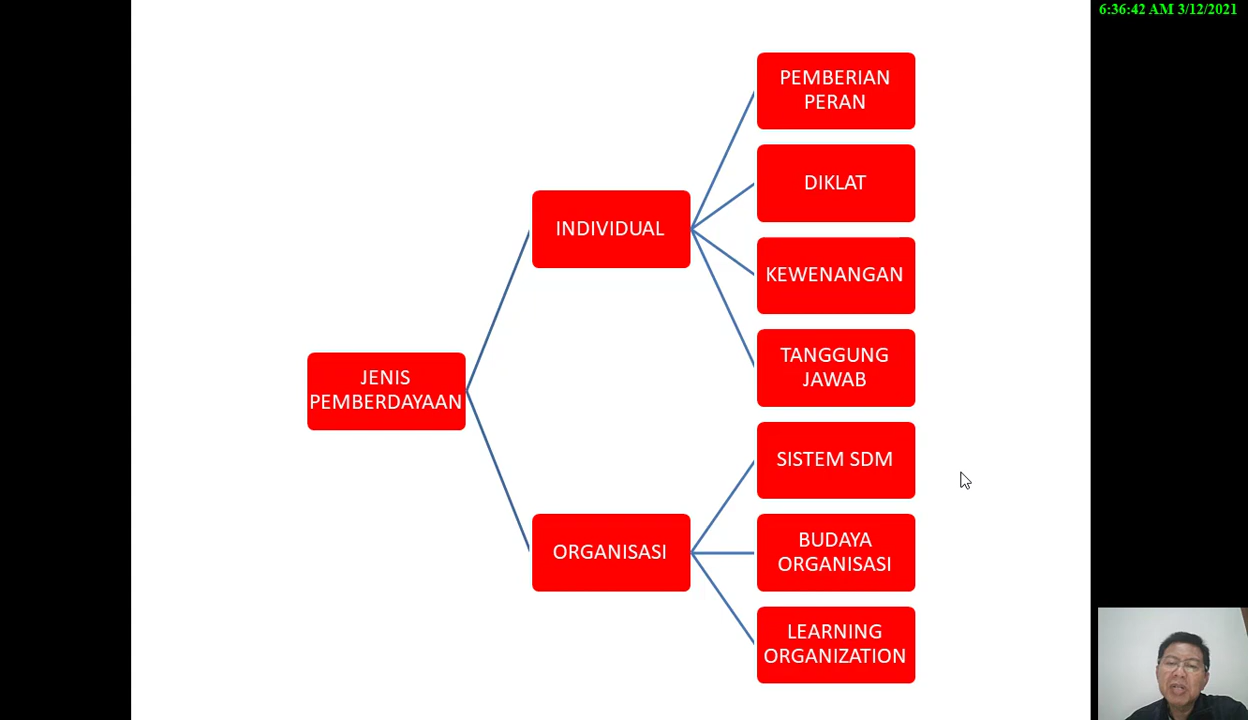 6:36:42 AM 3/12/2021
PEMBERIAN
PERAN
DIKLAT
INDIVIDUAL
KEWENANGAN
TANGGUNG
JAWAB
JENIS
PEMBERDAYAAN
SISTEM SDM
ORGANISASI
BUDAYA
ORGANISASI
LEARNING
ORGANIZATION